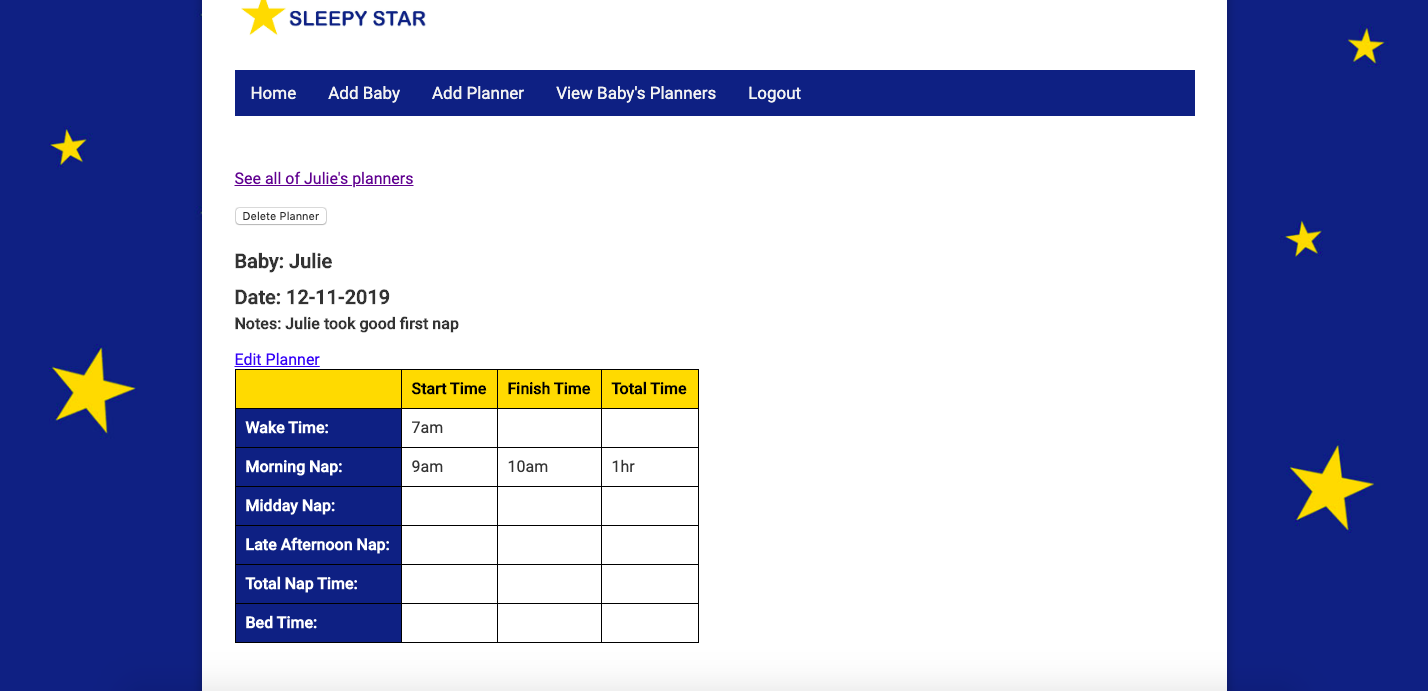 SLEEPY STAR
Home Add Baby Add Planner View Baby's Planners Logout
See all of Julie's planners
Delete Planner
Baby: Julie
Date: 12-11-2019
Notes: Julie took good first nap
Edit Planner
Start Time Finish Time Total Time
Wake Time: 7am
Morning Nap: 9am 10am 1hr
Midday Nap:
Late Afternoon Nap:
Total Nap Time:
Bed Time: